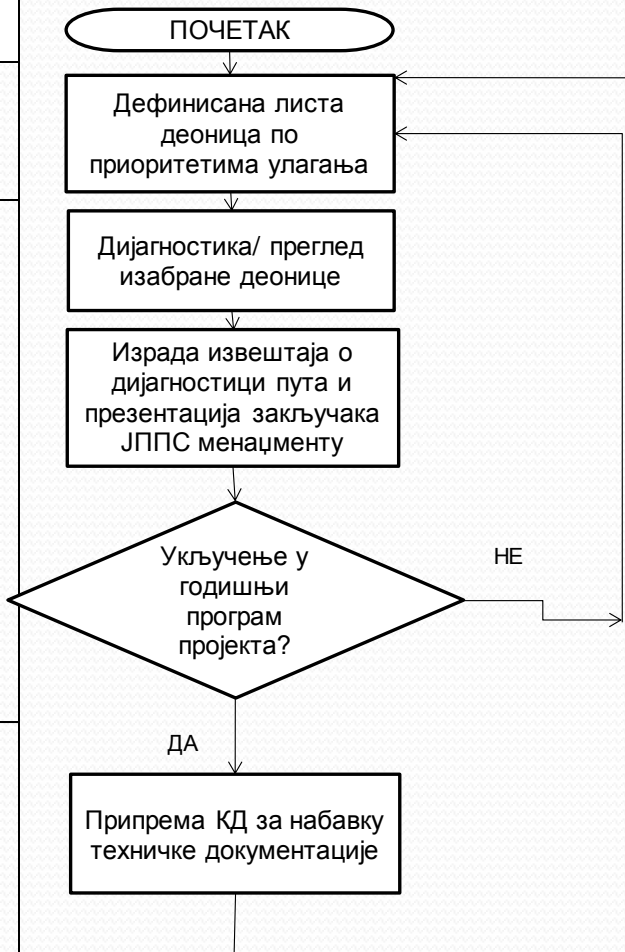 ПОЧЕТАК
Дефинисана листа
деоница по
приоритетима улагања
Дијагностика/ преглед
изабране деонице
Израда извештаја о
дијагностици пута и
презентација закључака
ЈППС менаџменту
Укључење у
годишњи
програм
пројекта?
НЕ
ДА
Припрема КД за набавку
техничке документације